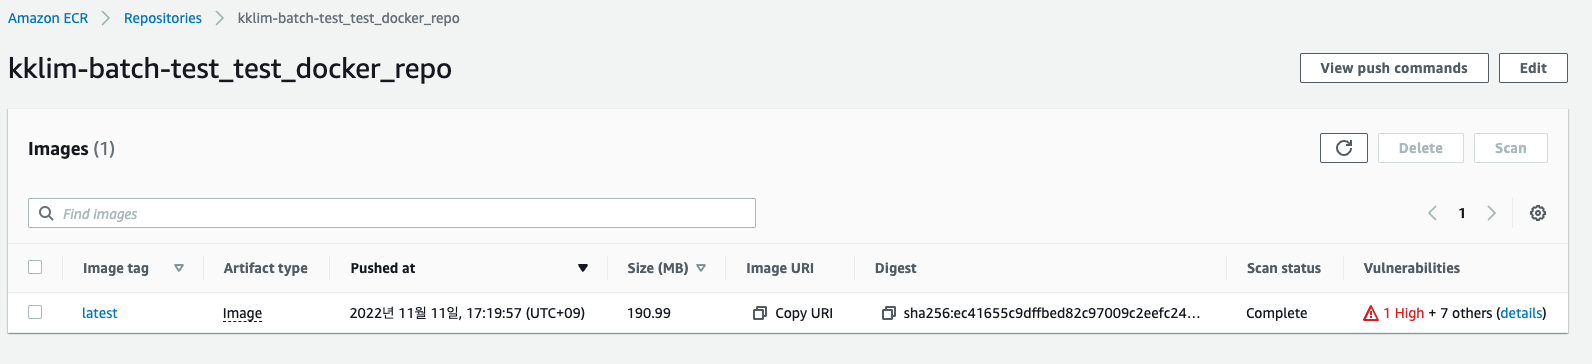 Amazon ECR Repositories kklim-batch-test_test_docker_repo
kklim-batch-test_test_docker_repo View push commands Edit
Images (1) Delete Scan
Find images 1
Image tag Artifact type Pushed at Size (MB) Image URI Digest Scan status Vulnerabilities
latest Image 2022년 11월 11일, 17:19:57 (UTC+09) 190.99 Copy URI sha256:ec41655c9dffbed82c97009c2eefc24... Complete 1 High + 7 others (details)